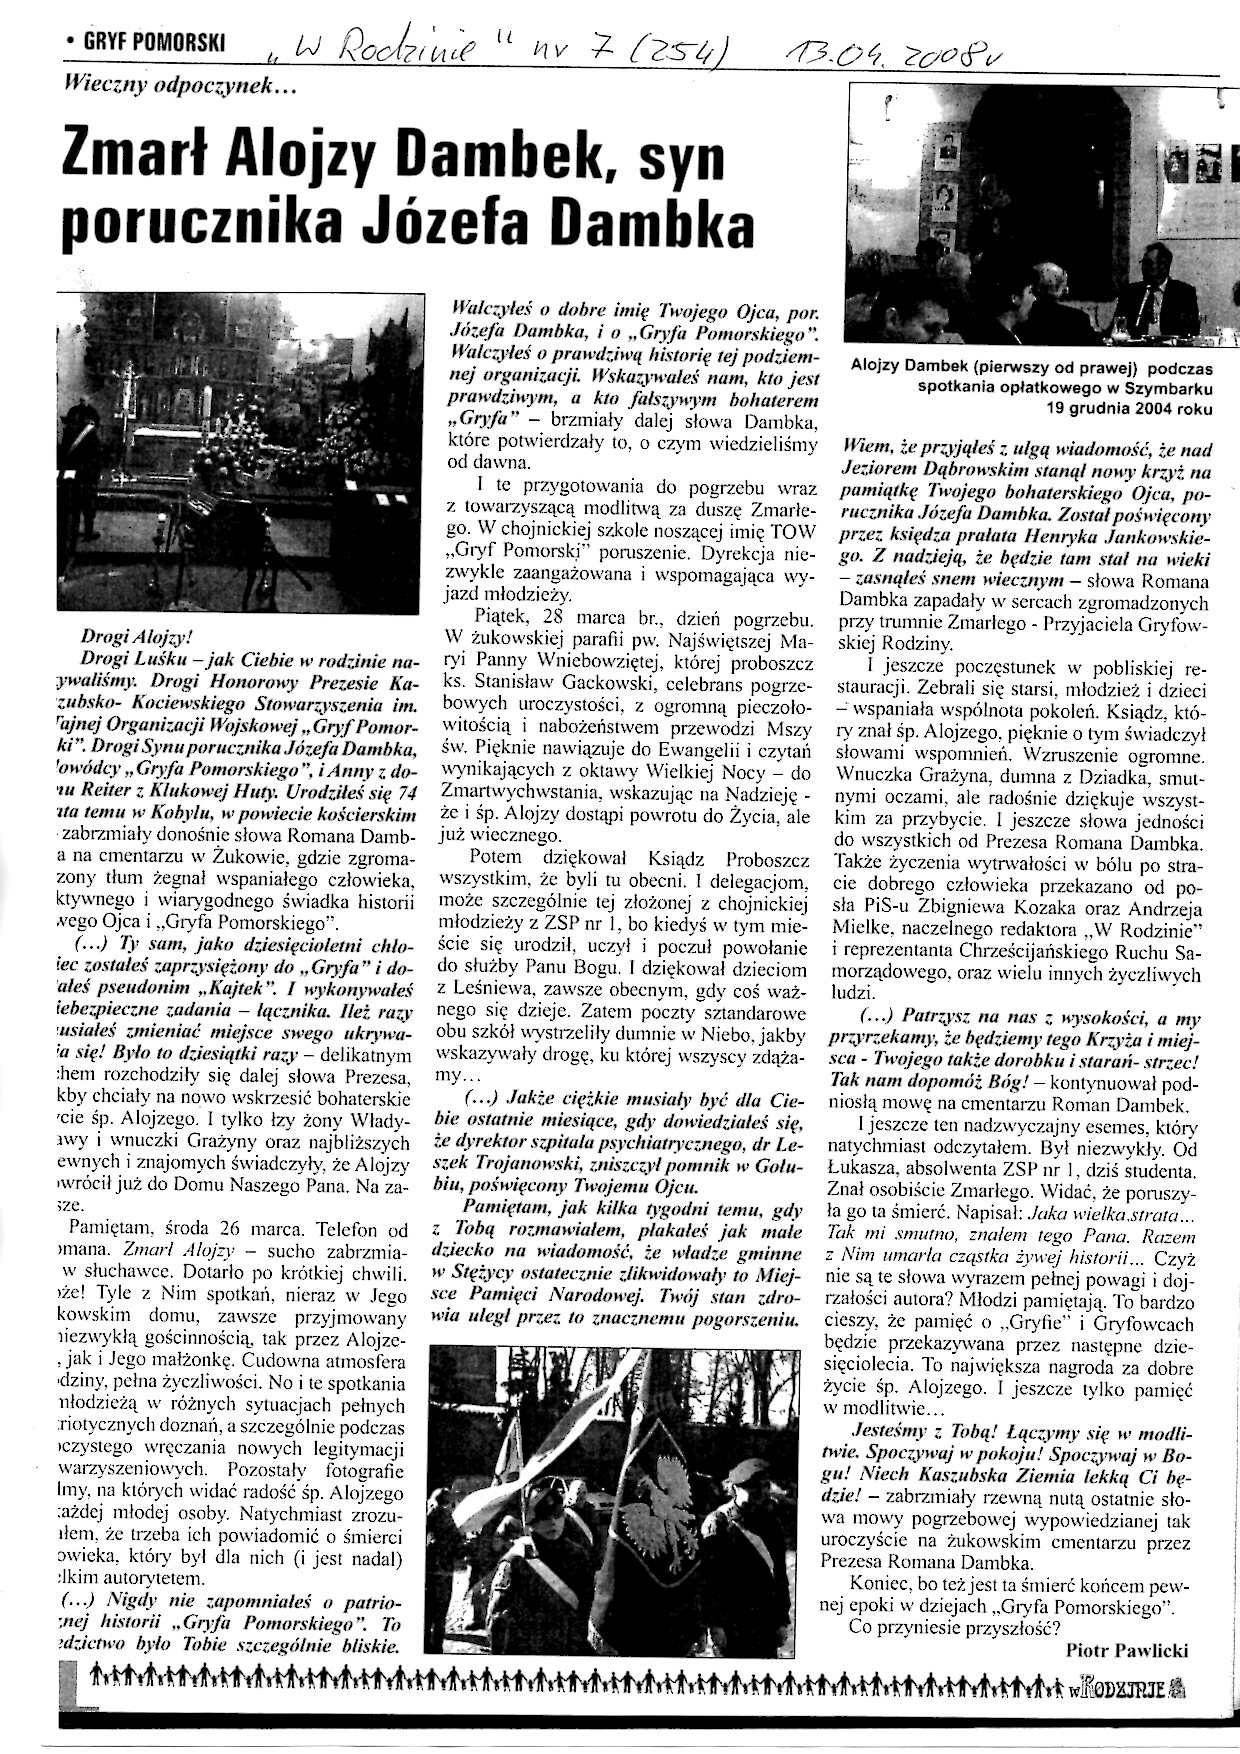 • GRYF POMORSKI
„W Rodzinie" nr 7 (254) 13.04.2008r
Wieczny odpoczynek...
Zmarł Alojzy Dambek, syn
porucznika Józefa Dambka
Drogi Alojzy!
Drogi Luśku – jak Ciebie w rodzinie na-
zywaliśmy. Drogi Honorowy Prezesie Ka-
zubsko- Kociewskiego Stowarzyszenia im.
Tajnej Organizacji Wojskowej „Gryf Pomor-
ki". Drogi Synu porucznika Józefa Dambka,
owódcy „Gryfa Pomorskiego", i Anny z do-
nu Reiter z Klukowej Huty. Urodziłeś się 74
ata temu w Kobylu, w powiecie kościerskim
zabrzmiały donośnie słowa Romana Damb-
a na cmentarzu w Żukowie, gdzie zgroma-
zony tłum żegnał wspaniałego człowieka,
ktywnego i wiarygodnego świadka historii
wego Ojca i „Gryfa Pomorskiego".
(...) Ty sam, jako dziesięcioletni chło-
iec zostałeś zaprzysiężony do „Gryfa" i do-
ałeś pseudonim „Kajtek". I wykonywałeś
iebezpieczne zadania – łącznika. Ileż razy
usiałeś zmieniać miejsce swego ukrywa-
ia się! Było to dziesiątki razy – delikatnym
chem rozchodziły się dalej słowa Prezesa,
kby chciały na nowo wskrzesić bohaterskie
cie śp. Alojzego. I tylko łzy żony Włady-
awy i wnuczki Grażyny oraz najbliższych
ewnych i znajomych świadczyły, że Alojzy
owrócił już do Domu Naszego Pana. Na za-
sze.
Pamiętam, środa 26 marca. Telefon od
omana. Zmarł Alojzy – sucho zabrzmia-
w słuchawce. Dotarło po krótkiej chwili.
oże! Tyle z Nim spotkań, nieraz w Jego
kowskim domu, zawsze przyjmowany
niezwykłą gościnnością, tak przez Alojze-
, jak i Jego małżonkę. Cudowna atmosfera
dziny, pełna życzliwości. No i te spotkania
młodzieżą w różnych sytuacjach pełnych
triotycznych doznań, a szczególnie podczas
oczystego wręczania nowych legitymacji
warzyszeniowych. Pozostały fotografie
lmy, na których widać radość śp. Alojzego
każdej młodej osoby. Natychmiast zrozu-
iłem, że trzeba ich powiadomić o śmierci
owieka, który był dla nich (i jest nadal)
elkim autorytetem.
(...) Nigdy nie zapomniałeś o patrio-
znej historii „Gryfa Pomorskiego". To
edzictwo było Tobie szczególnie bliskie.
Walczyłeś o dobre imię Twojego Ojca, por.
Józefa Dambka, i o „Gryfa Pomorskiego".
Walczyłeś o prawdziwą historię tej podziem-
nej organizacji. Wskazywałeś nam, kto jest
prawdziwym, a kto fałszywym bohaterem
„Gryfa" – brzmiały dalej słowa Dambka,
które potwierdzały to, o czym wiedzieliśmy
od dawna.
I te przygotowania do pogrzebu wraz
z towarzyszącą modlitwą za duszę Zmarłe-
go. W chojnickiej szkole noszącej imię TOW
„Gryf Pomorski" poruszenie. Dyrekcja nie-
zwykle zaangażowana i wspomagająca wy-
jazd młodzieży.
Piątek, 28 marca br., dzień pogrzebu.
W żukowskiej parafii pw. Najświętszej Ma-
ryi Panny Wniebowziętej, której proboszcz
ks. Stanisław Gackowski, celebrans pogrze-
bowych uroczystości, z ogromną pieczoło-
witością i nabożeństwem przewodzi Mszy
św. Pięknie nawiązuje do Ewangelii i czytań
wynikających z oktawy Wielkiej Nocy – do
Zmartwychwstania, wskazując na Nadzieję -
że i śp. Alojzy dostąpi powrotu do Życia, ale
już wiecznego.
Potem dziękował Ksiądz Proboszcz
wszystkim, że byli tu obecni. I delegacjom,
może szczególnie tej złożonej z chojnickiej
młodzieży z ZSP nr 1, bo kiedyś w tym mie-
ście się urodził, uczył i poczuł powołanie
do służby Panu Bogu. I dziękował dzieciom
z Leśniewa, zawsze obecnym, gdy coś waż-
nego się dzieje. Zatem poczty sztandarowe
obu szkół wystrzeliły dumnie w Niebo, jakby
wskazywały drogę, ku której wszyscy zdąża-
my...
(...) Jakże ciężkie musiały być dla Cie-
bie ostatnie miesiące, gdy dowiedziałeś się,
że dyrektor szpitala psychiatrycznego, dr Le-
szek Trojanowski, zniszczył pomnik w Gołu-
biu, poświęcony Twojemu Ojcu.
Pamiętam, jak kilka tygodni temu, gdy
z Tobą rozmawiałem, płakałeś jak małe
dziecko na wiadomość, że władze gminne
w Stężycy ostatecznie zlikwidowały to Miej-
sce Pamięci Narodowej. Twój stan zdro-
wia uległ przez to znacznemu pogorszeniu.
Alojzy Dambek (pierwszy od prawej) podczas
spotkania opłatkowego w Szymbarku
19 grudnia 2004 roku
Wiem, że przyjąłeś z ulgą wiadomość, że nad
Jeziorem Dąbrowskim stanął nowy krzyż na
pamiątkę Twojego bohaterskiego Ojca, po-
rucznika Józefa Dambka. Został poświęcony
przez księdza prałata Henryka Jankowskie-
go. Z nadzieją, że będzie tam stał na wieki
– zasnąłeś snem wiecznym – słowa Romana
Dambka zapadały w sercach zgromadzonych
przy trumnie Zmarłego - Przyjaciela Gryfow-
skiej Rodziny.
I jeszcze poczęstunek w pobliskiej re-
stauracji. Zebrali się starsi, młodzież i dzieci
– wspaniała wspólnota pokoleń. Ksiądz, któ-
ry znał śp. Alojzego, pięknie o tym świadczył
słowami wspomnień. Wzruszenie ogromne.
Wnuczka Grażyna, dumna z Dziadka, smut-
nymi oczami, ale radośnie dziękuje wszyst-
kim za przybycie. I jeszcze słowa jedności
do wszystkich od Prezesa Romana Dambka.
Także życzenia wytrwałości w bólu po stra-
cie dobrego człowieka przekazano od po-
sła PiS-u Zbigniewa Kozaka oraz Andrzeja
Mielke, naczelnego redaktora „W Rodzinie"
i reprezentanta Chrześcijańskiego Ruchu Sa-
morządowego, oraz wielu innych życzliwych
ludzi.
(...) Patrzysz na nas z wysokości, a my
przyrzekamy, że będziemy tego Krzyża i miej-
sca - Twojego także dorobku i starań- strzec!
Tak nam dopomóż Bóg! – kontynuował pod-
niosłą mowę na cmentarzu Roman Dambek.
I jeszcze ten nadzwyczajny esemes, który
natychmiast odczytałem. Był niezwykły. Od
Łukasza, absolwenta ZSP nr 1, dziś studenta.
Znał osobiście Zmarłego. Widać, że poruszy-
ła go ta śmierć. Napisał: Jaka wielka strata...
Tak mi smutno, znałem tego Pana. Razem
z Nim umarła cząstka żywej historii... Czyż
nie są te słowa wyrazem pełnej powagi i doj-
rzałości autora? Młodzi pamiętają. To bardzo
cieszy, że pamięć o „Gryfie" i Gryfowcach
będzie przekazywana przez następne dzie-
sięciolecia. To największa nagroda za dobre
życie śp. Alojzego. I jeszcze tylko pamięć
w modlitwie...
Jesteśmy z Tobą! Łączymy się w modli-
twie. Spoczywaj w pokoju! Spoczywaj w Bo-
gu! Niech Kaszubska Ziemia lekką Ci bę-
dzie! – zabrzmiały rzewną nutą ostatnie sło-
wa mowy pogrzebowej wypowiedzianej tak
uroczyście na żukowskim cmentarzu przez
Prezesa Romana Dambka.
Koniec, bo też jest ta śmierć końcem pew-
nej epoki w dziejach „Gryfa Pomorskiego".
Co przyniesie przyszłość?
Piotr Pawlicki
w RODZINIE